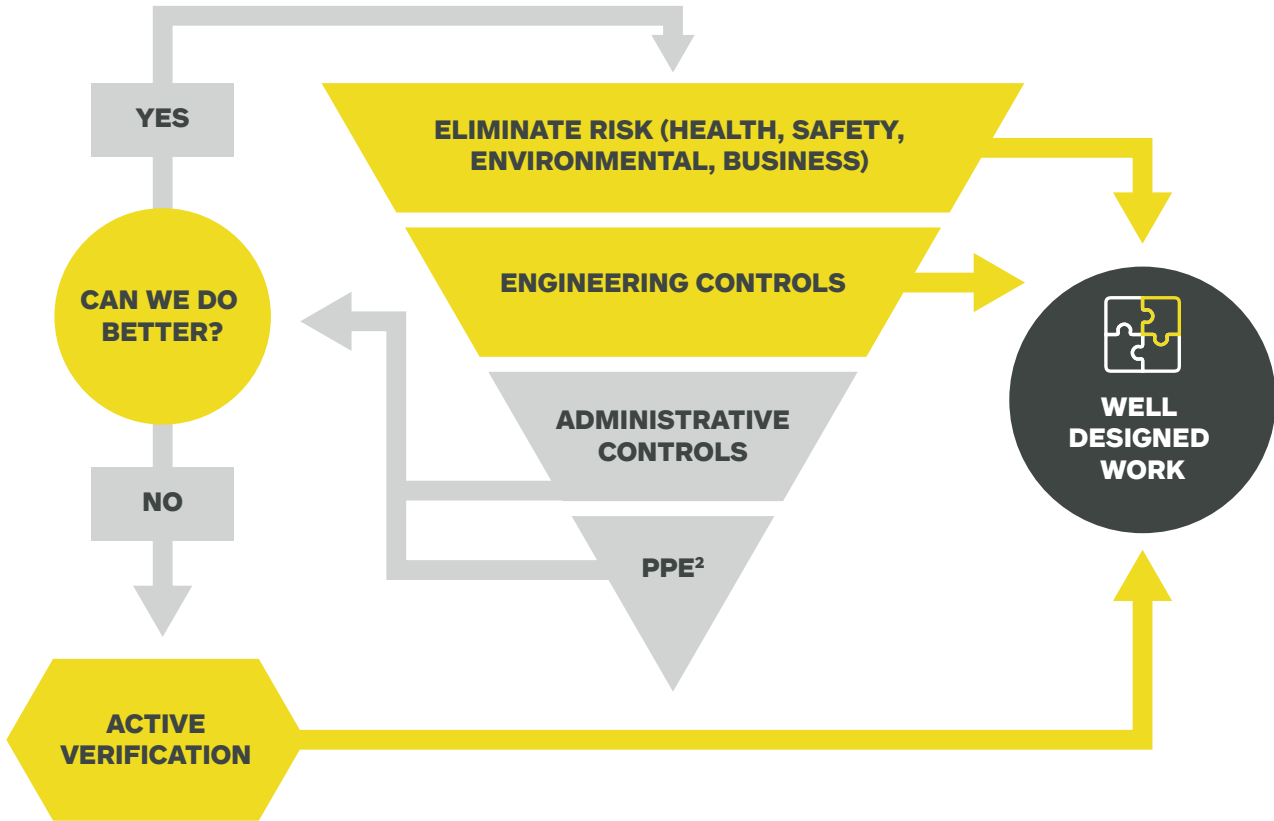 YES
ELIMINATE RISK (HEALTH, SAFETY,
ENVIRONMENTAL, BUSINESS)
ENGINEERING CONTROLS
CAN WE DO
BETTER?
ADMINISTRATIVE
CONTROLS
WELL
DESIGNED
WORK
NO
PPE²
ACTIVE
VERIFICATION